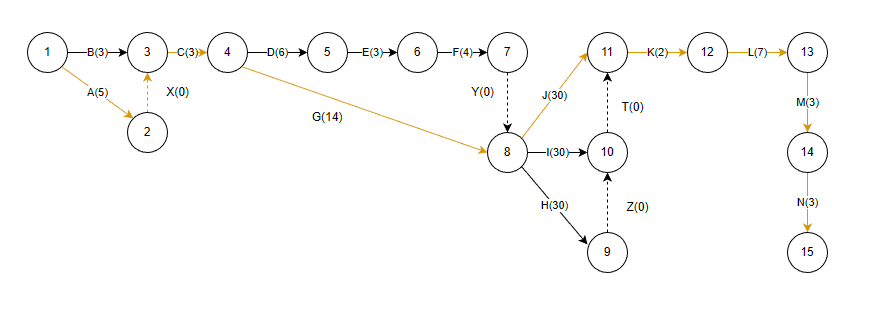 1
B(3)
3
C(3)
4
D(6)
5
E(3)
6
F(4)
7
11
K(2)
12
L(7)
13
A(5)
X(0)
Y(0)
J(30)
M(3)
G(14)
T(0)
2
8
I(30)
10
14
H(30)
Z(0)
N(3)
9
15